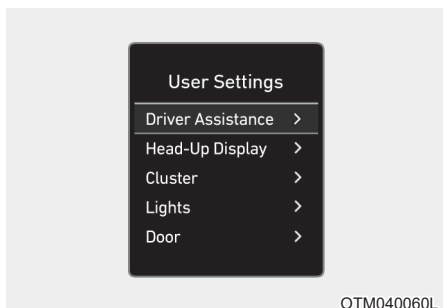 User Settings
Driver Assistance >
Head-Up Display >
Cluster >
Lights >
Door >
OTM040060L